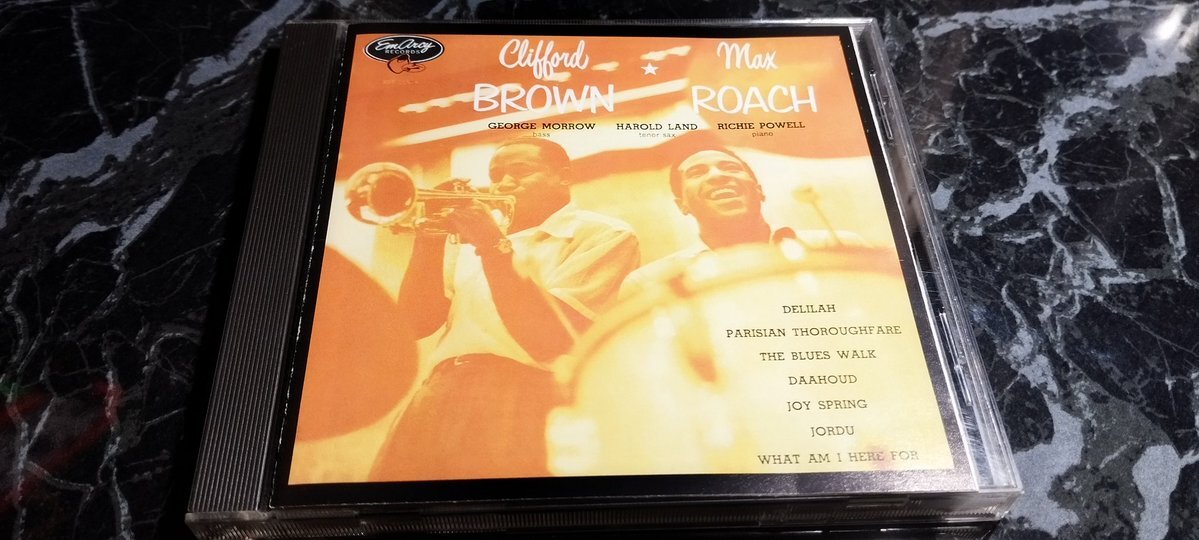 EmArcy
RECORDS
Clifford Max
BROWN ★ ROACH
GEORGE MORROW HAROLD LAND RICHIE POWELL
bass tenor sax piano
DELILAH
PARISIAN THOROUGHFARE
THE BLUES WALK
DAAHOUD
JOY SPRING
JORDU
WHAT AM I HERE FOR